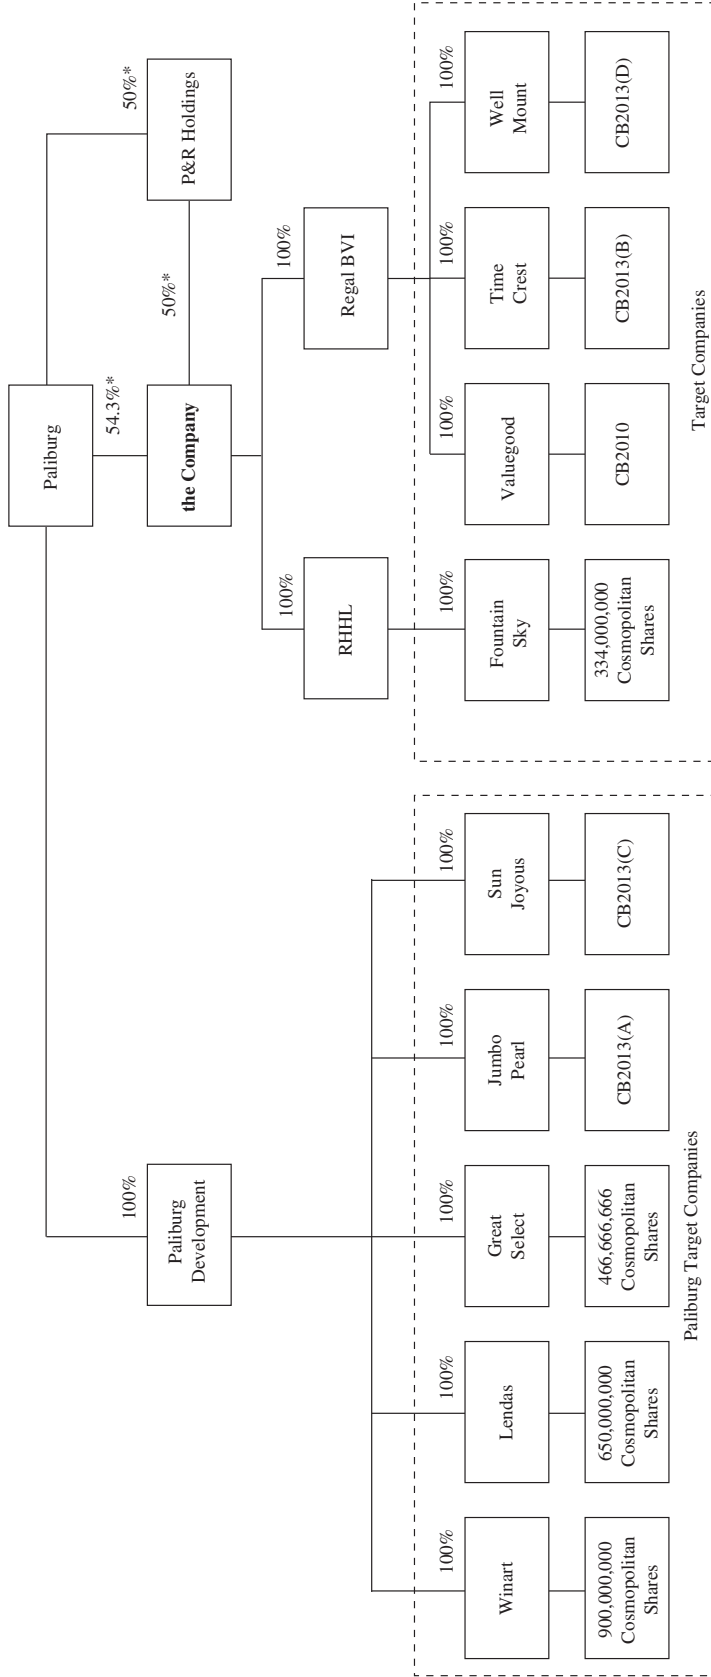 Paliburg
54.3%*
50%*
100%
Paliburg
Development
the Company
50%*
P&R Holdings
100%
RHHL
100%
Regal BVI
100%
Winart
100%
Lendas
100%
Great
Select
100%
Jumbo
Pearl
100%
Sun
Joyous
100%
Fountain
Sky
100%
Valuegood
100%
Time
Crest
100%
Well
Mount
900,000,000
Cosmopolitan
Shares
650,000,000
Cosmopolitan
Shares
466,666,666
Cosmopolitan
Shares
CB2013(A)
CB2013(C)
334,000,000
Cosmopolitan
Shares
CB2010
CB2013(B)
CB2013(D)
Paliburg Target Companies
Target Companies